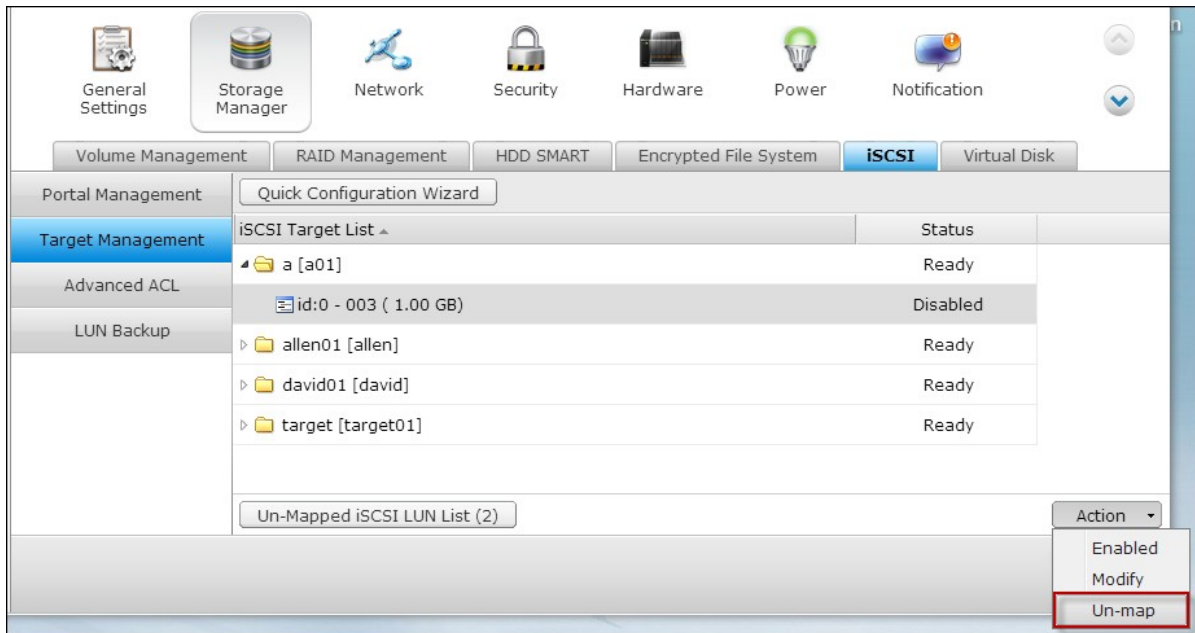 n
General
Settings
Storage
Manager
Network
Security
Hardware
Power
Notification
Volume Management
RAID Management
HDD SMART
Encrypted File System
iSCSI
Virtual Disk
Portal Management
Quick Configuration Wizard
Target Management
iSCSI Target List
Status
a [a01]
Ready
Advanced ACL
id:0 - 003 ( 1.00 GB)
Disabled
LUN Backup
allen01 [allen]
Ready
david01 [david]
Ready
target [target01]
Ready
Un-Mapped iSCSI LUN List (2)
Action
Enabled
Modify
Un-map